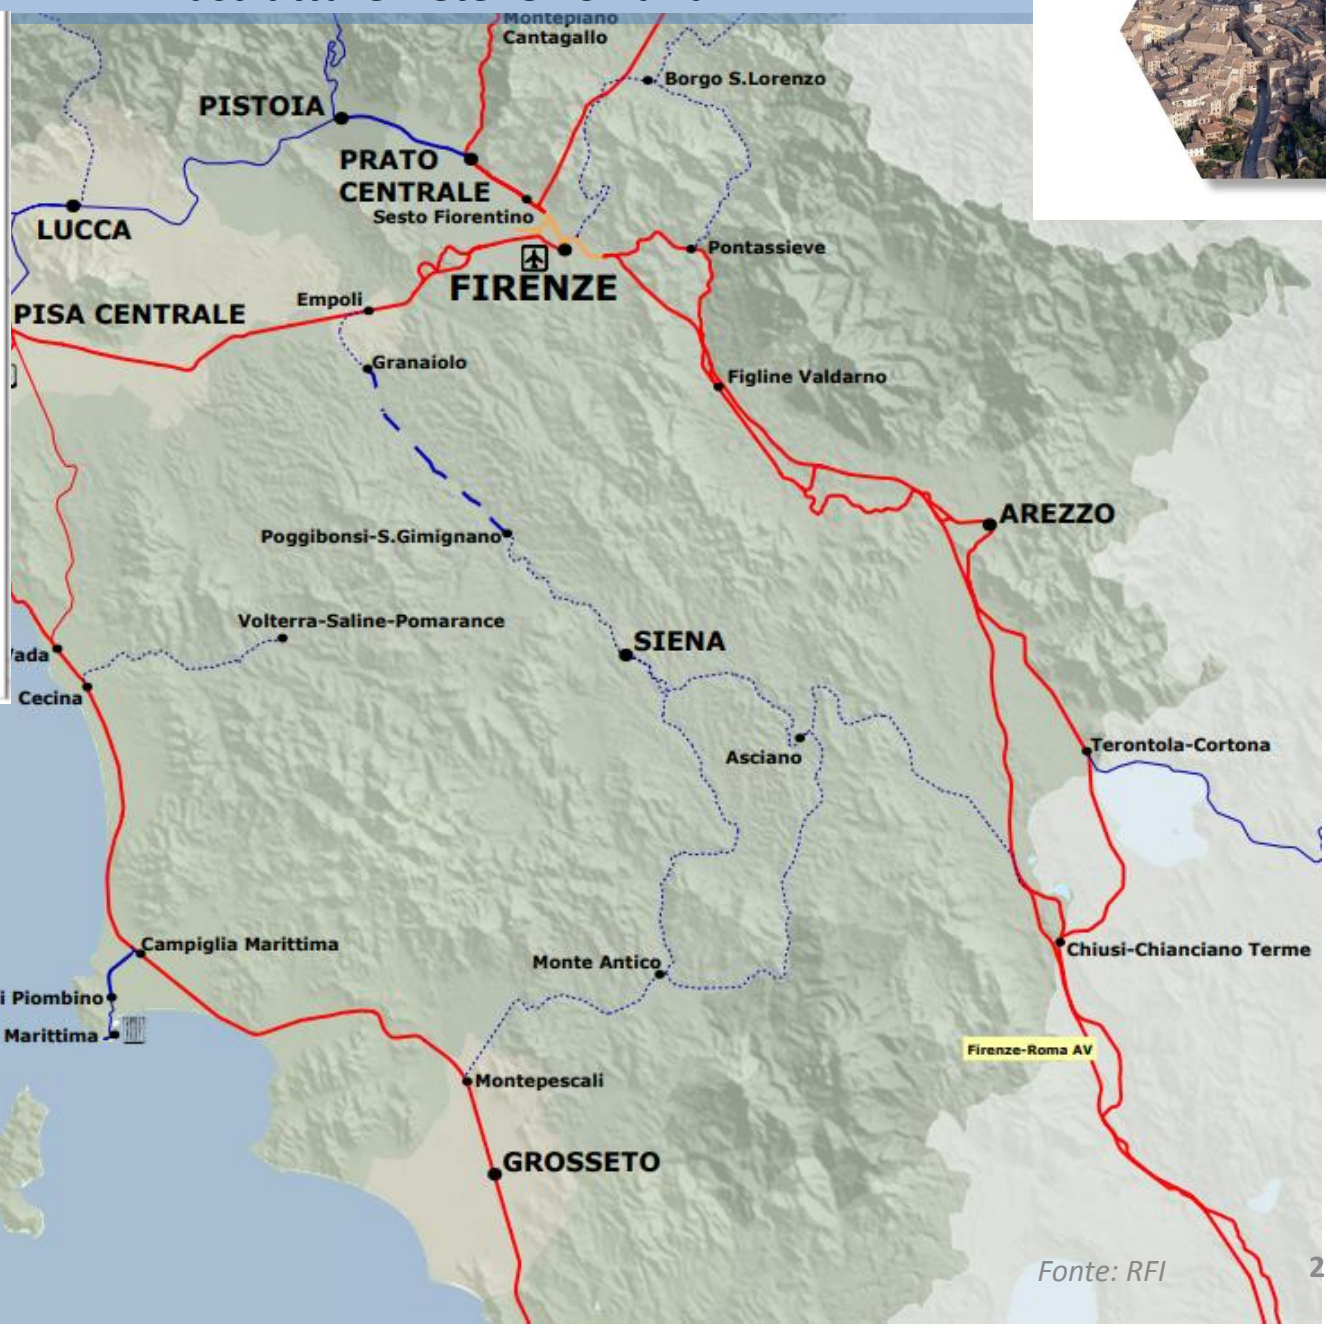 Montepiano
Cantagallo
Borgo S.Lorenzo
PISTOIA
PRATO
CENTRALE
Sesto Fiorentino
LUCCA
Pontassieve
FIRENZE
Empoli
PISA CENTRALE
Granaiolo
Figline Valdarno
AREZZO
Poggibonsi-S.Gimignano
Volterra-Saline-Pomarance
SIENA
Cecina
Asciano
Terontola-Cortona
Campiglia Marittima
Monte Antico
Chiusi-Chianciano Terme
i Piombino
Marittima
Firenze-Roma AV
Montepescali
GROSSETO
Fonte: RFI
2